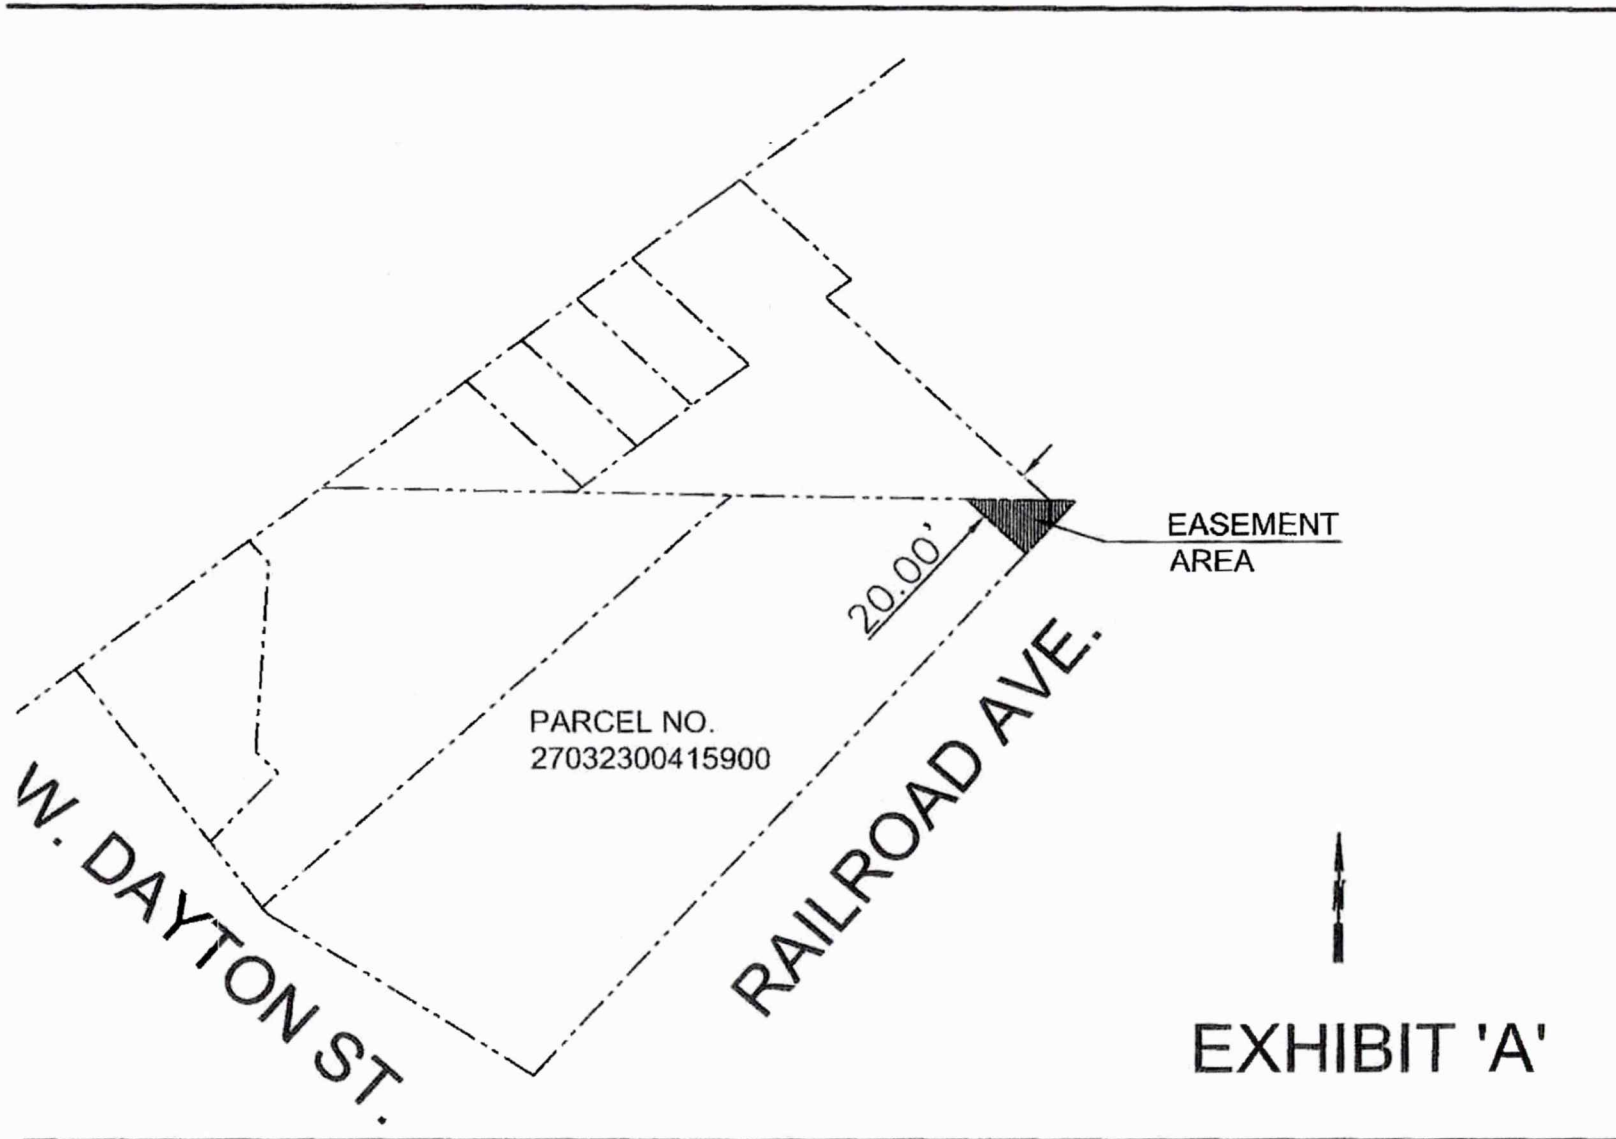 EASEMENT
AREA
20.00'
PARCEL NO.
27032300415900
RAILROAD AVE.
W. DAYTON ST.
EXHIBIT 'A'